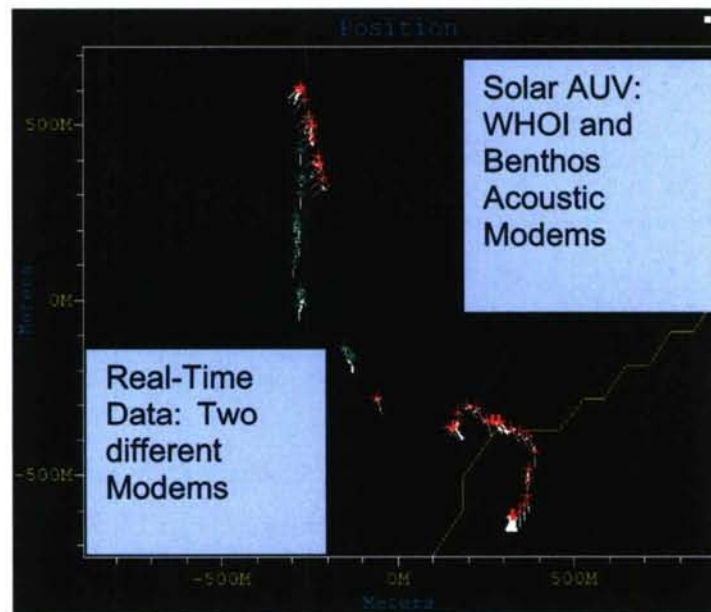 Position
Solar AUV:
WHOI and
Benthos
Acoustic
Modems
500M
0M
Meters
Real-Time
Data: Two
different
Modems
-500M
-500M
0M
500M
Meters